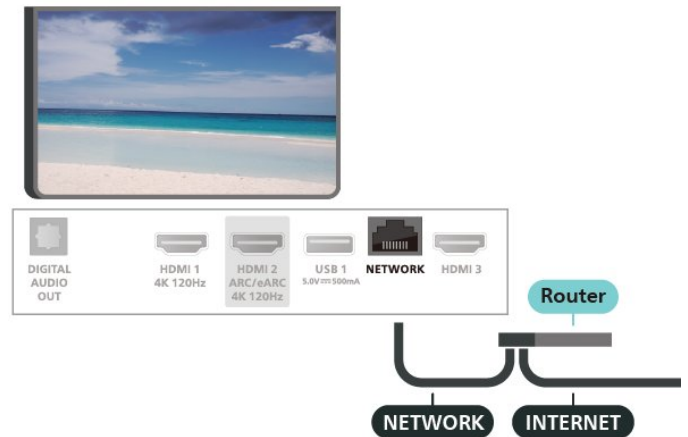 DIGITAL
AUDIO
OUT
HDMI 1
4K 120Hz
HDMI 2
ARC/eARC
4K 120Hz
USB 1
5.0V⎓500mA
NETWORK
HDMI 3
Router
NETWORK
INTERNET